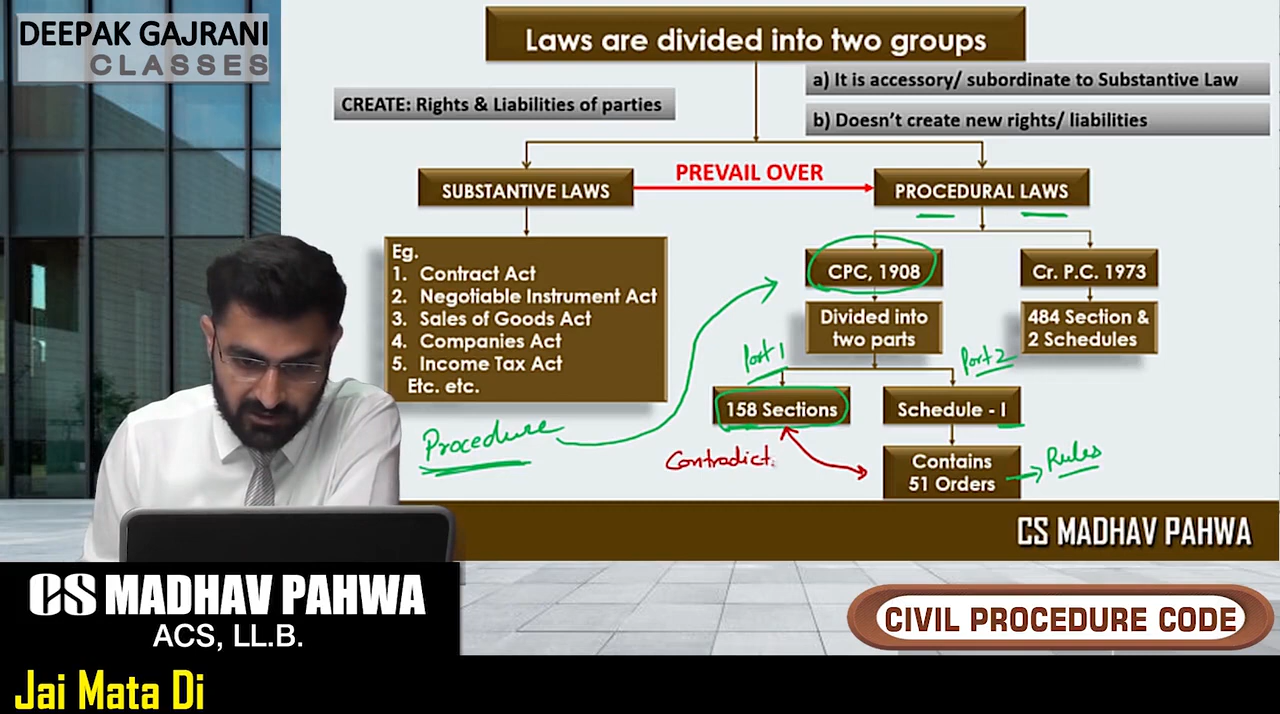 DEEPAK GAJRANI
CLASSES
Laws are divided into two groups
CREATE: Rights & Liabilities of parties
a) It is accessory/ subordinate to Substantive Law
b) Doesn't create new rights/ liabilities
SUBSTANTIVE LAWS
PREVAIL OVER
PROCEDURAL LAWS
Eg.
1. Contract Act
2. Negotiable Instrument Act
3. Sales of Goods Act
4. Companies Act
5. Income Tax Act
Etc. etc.
CPC, 1908
Cr. P.C. 1973
Divided into
two parts
484 Section &
2 Schedules
Part 1
Part 2
158 Sections
Schedule - I
Procedure
Contradict
Contains
51 Orders
Rules
CS MADHAV PAHWA
CS MADHAV PAHWA
ACS, LL.B.
CIVIL PROCEDURE CODE
Jai Mata Di